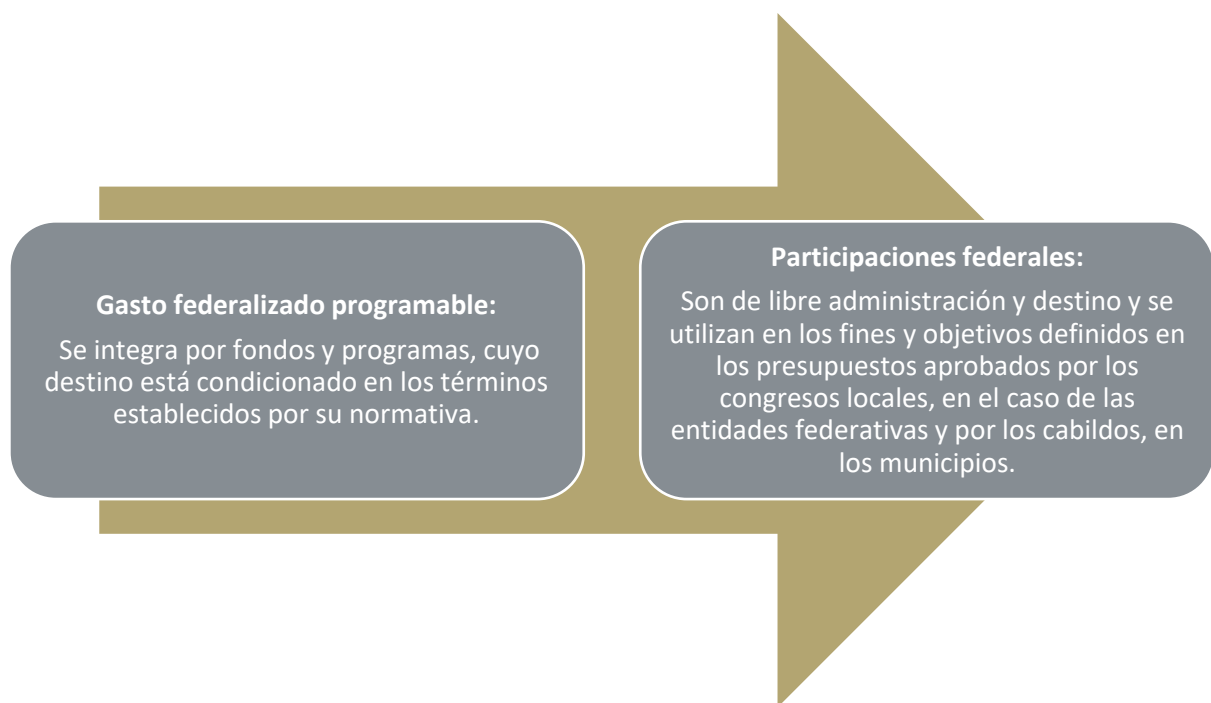 Gasto federalizado programable:
Se integra por fondos y programas, cuyo
destino está condicionado en los términos
establecidos por su normativa.
Participaciones federales:
Son de libre administración y destino y se
utilizan en los fines y objetivos definidos en
los presupuestos aprobados por los
congresos locales, en el caso de las
entidades federativas y por los cabildos, en
los municipios.